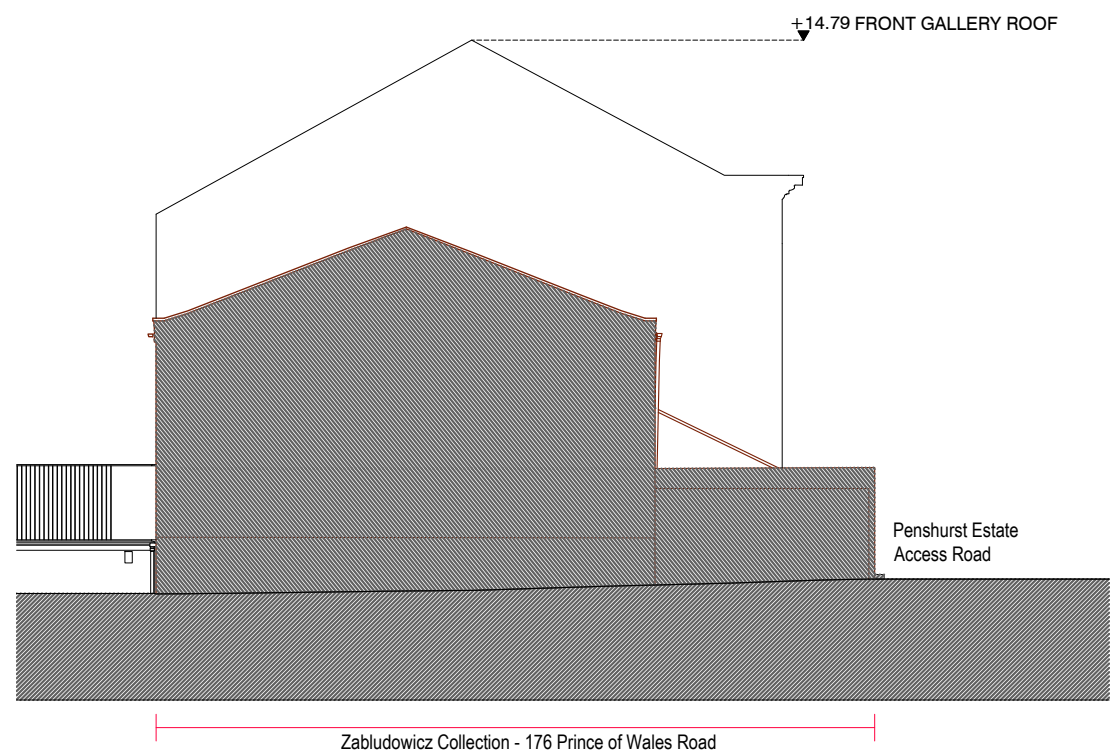 +14.79 FRONT GALLERY ROOF
Penshurst Estate
Access Road
Zabludowicz Collection - 176 Prince of Wales Road